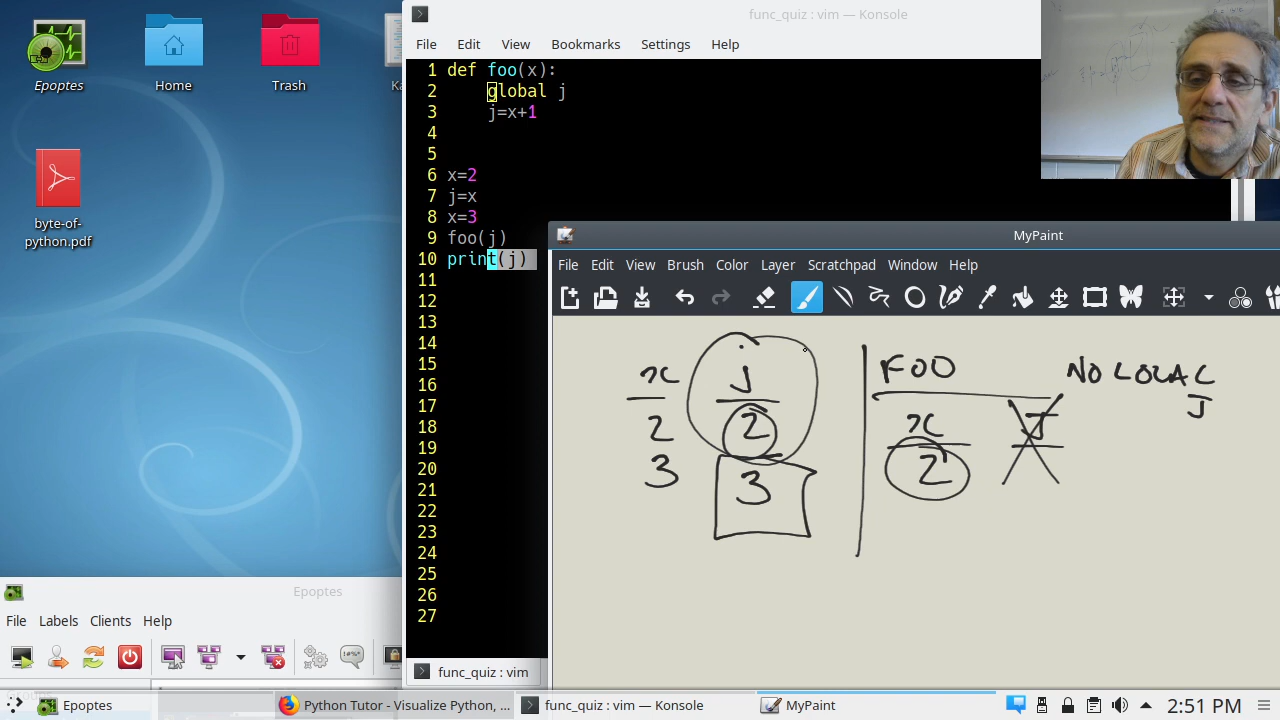 Epoptes
Home
Trash
Ka
byte-of-
python.pdf
func_quiz : vim — Konsole
File Edit View Bookmarks Settings Help
1 def foo(x):
2 global j
3 j=x+1
4
5
6 x=2
7 j=x
8 x=3
9 foo(j)
10 print(j)
11
12
13
14
15
16
17
18
19
20
21
22
23
24
25
26
27
func_quiz : vim
MyPaint
File Edit View Brush Color Layer Scratchpad Window Help
x j
2 2
3 3
FOO
x J
2
NO LOCAL
J
Epoptes
File Labels Clients Help
Epoptes
Python Tutor - Visualize Python, ...
func_quiz : vim — Konsole
MyPaint
2:51 PM